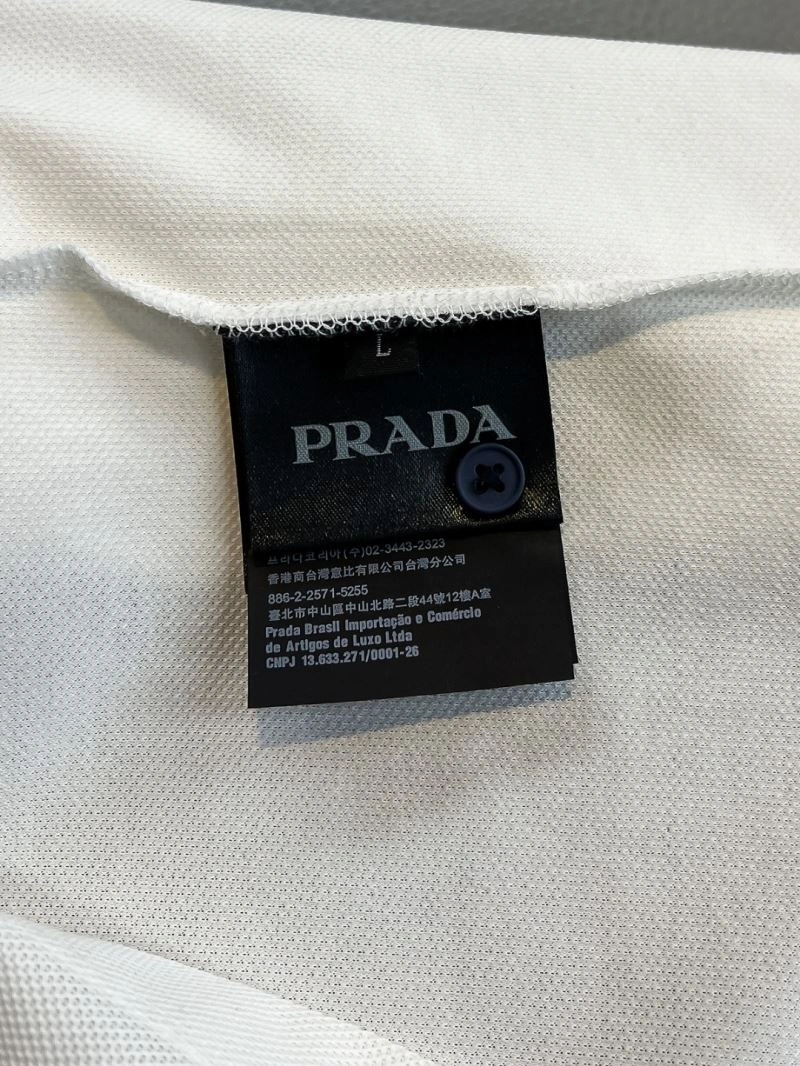 L
PRADA
프라다코리아(주)02-3443-2323
香港商台灣意比有限公司台灣分公司
886-2-2571-5255
臺北市中山區中山北路二段44號12樓A室
Prada Brasil Importação e Comércio
de Artigos de Luxo Ltda
CNPJ 13.633.271/0001-26